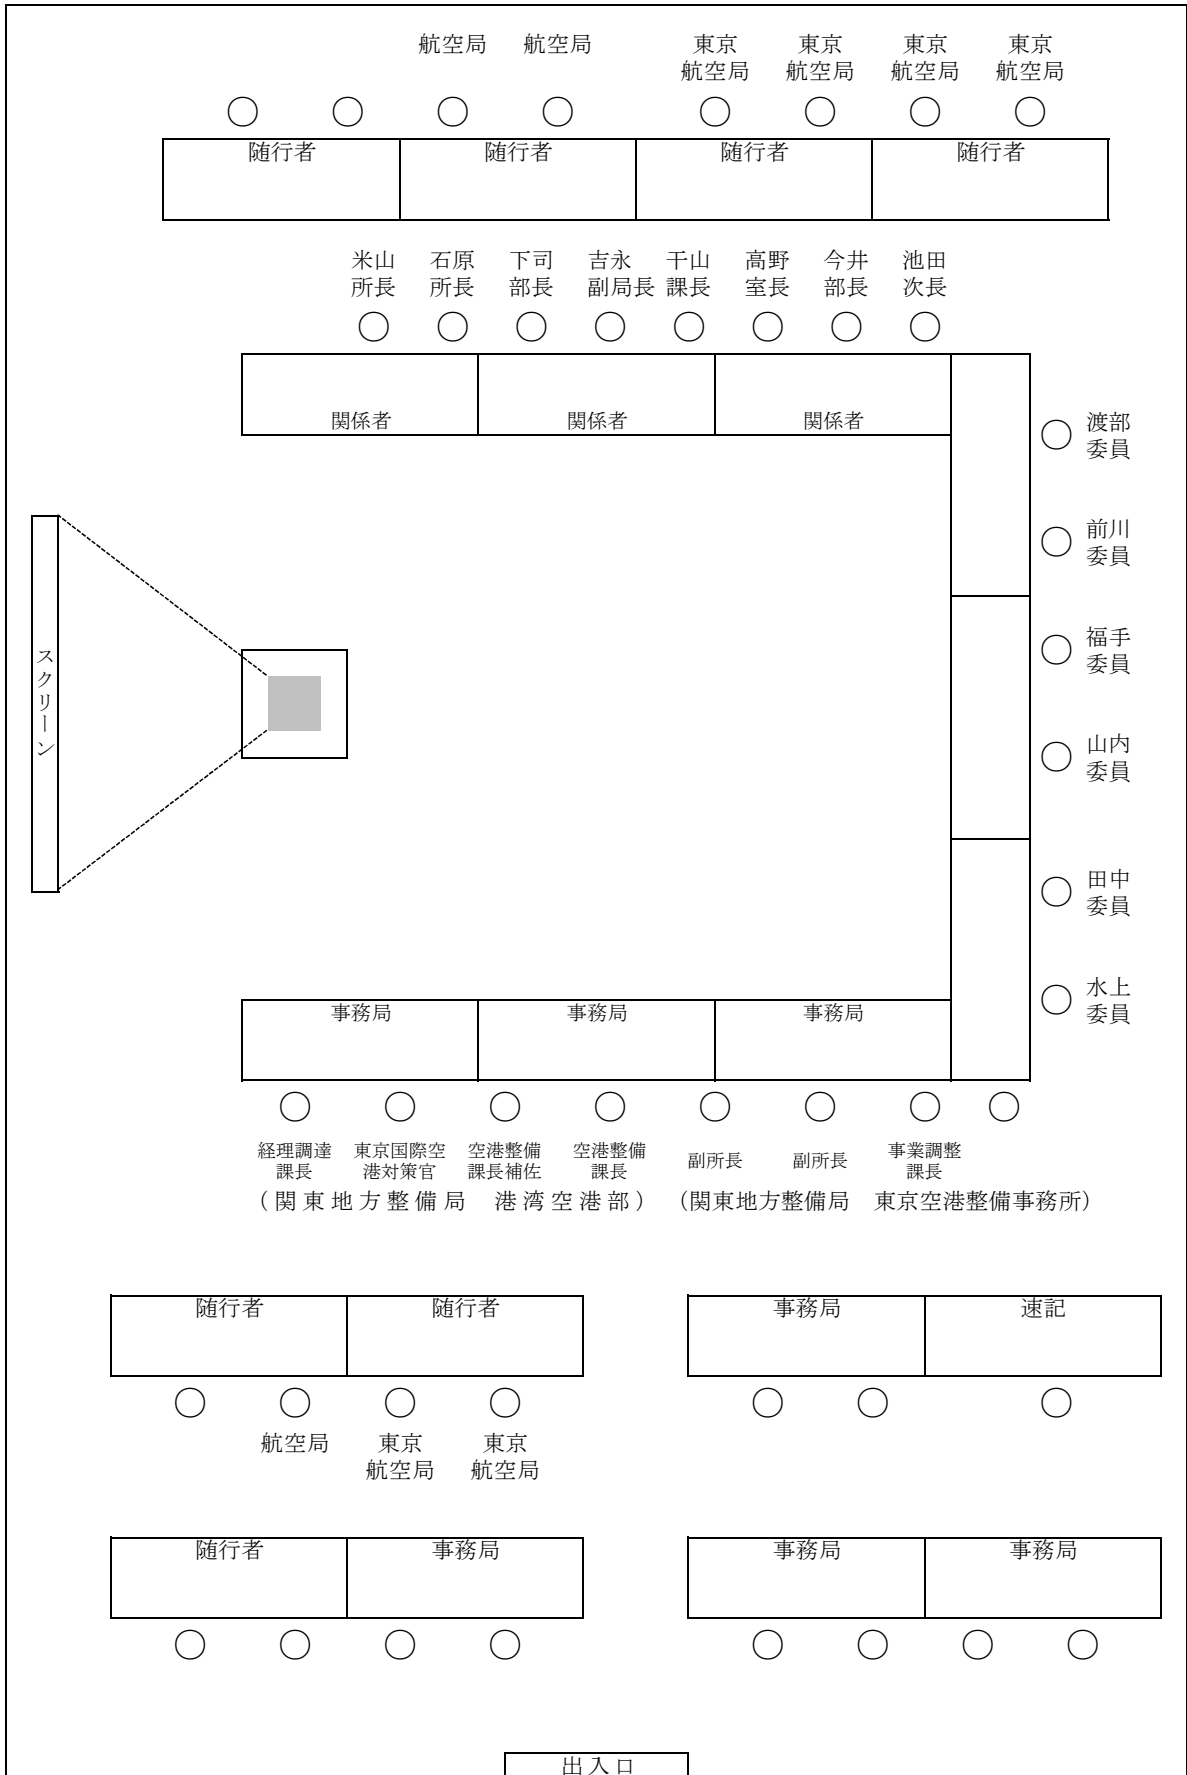 航空局 航空局 東京 東京 東京 東京
航空局 航空局 航空局 航空局
随行者 随行者 随行者 随行者
米山 石原 下司 吉永 干山 高野 今井 池田
所長 所長 部長 副局長 課長 室長 部長 次長
関係者 関係者 関係者
渡部
委員
前川
委員
福手
委員
スクリーン
山内
委員
田中
委員
水上
委員
事務局 事務局 事務局
経理調達 東京国際空 空港整備 空港整備 副所長 副所長 事業調整
課長 港対策官 課長補佐 課長 課長
(関東地方整備局 港湾空港部) (関東地方整備局 東京空港整備事務所)
随行者 随行者 事務局 速記
航空局 東京 東京
航空局 航空局
随行者 事務局 事務局 事務局
出入口